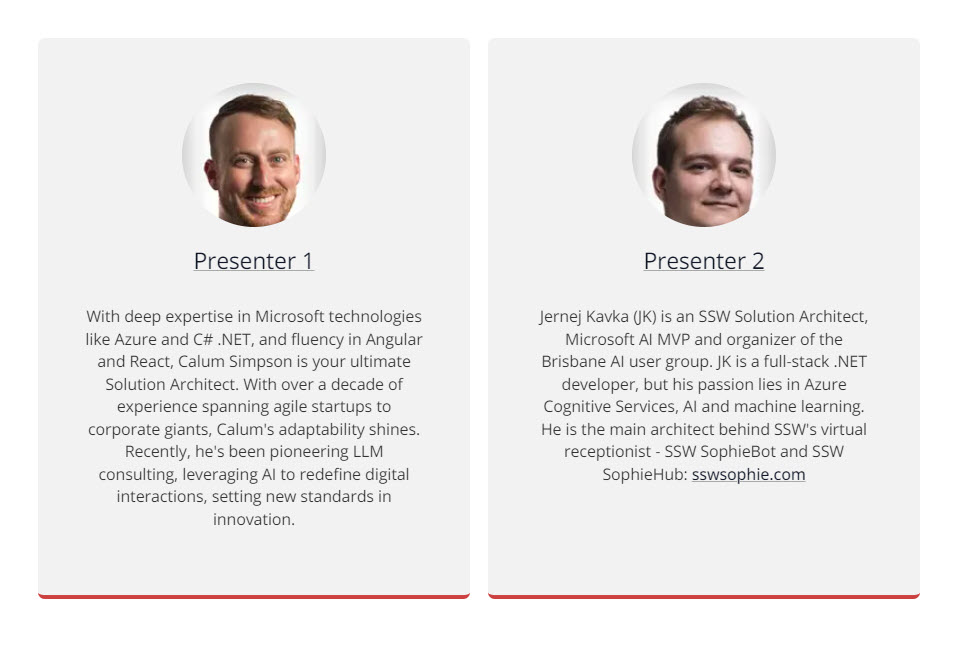 Presenter 1
With deep expertise in Microsoft technologies
like Azure and C# .NET, and fluency in Angular
and React, Calum Simpson is your ultimate
Solution Architect. With over a decade of
experience spanning agile startups to
corporate giants, Calum's adaptability shines.
Recently, he's been pioneering LLM
consulting, leveraging AI to redefine digital
interactions, setting new standards in
innovation.
Presenter 2
Jernej Kavka (JK) is an SSW Solution Architect,
Microsoft AI MVP and organizer of the
Brisbane AI user group. JK is a full-stack .NET
developer, but his passion lies in Azure
Cognitive Services, AI and machine learning.
He is the main architect behind SSW's virtual
receptionist - SSW SophieBot and SSW
SophieHub: sswsophie.com